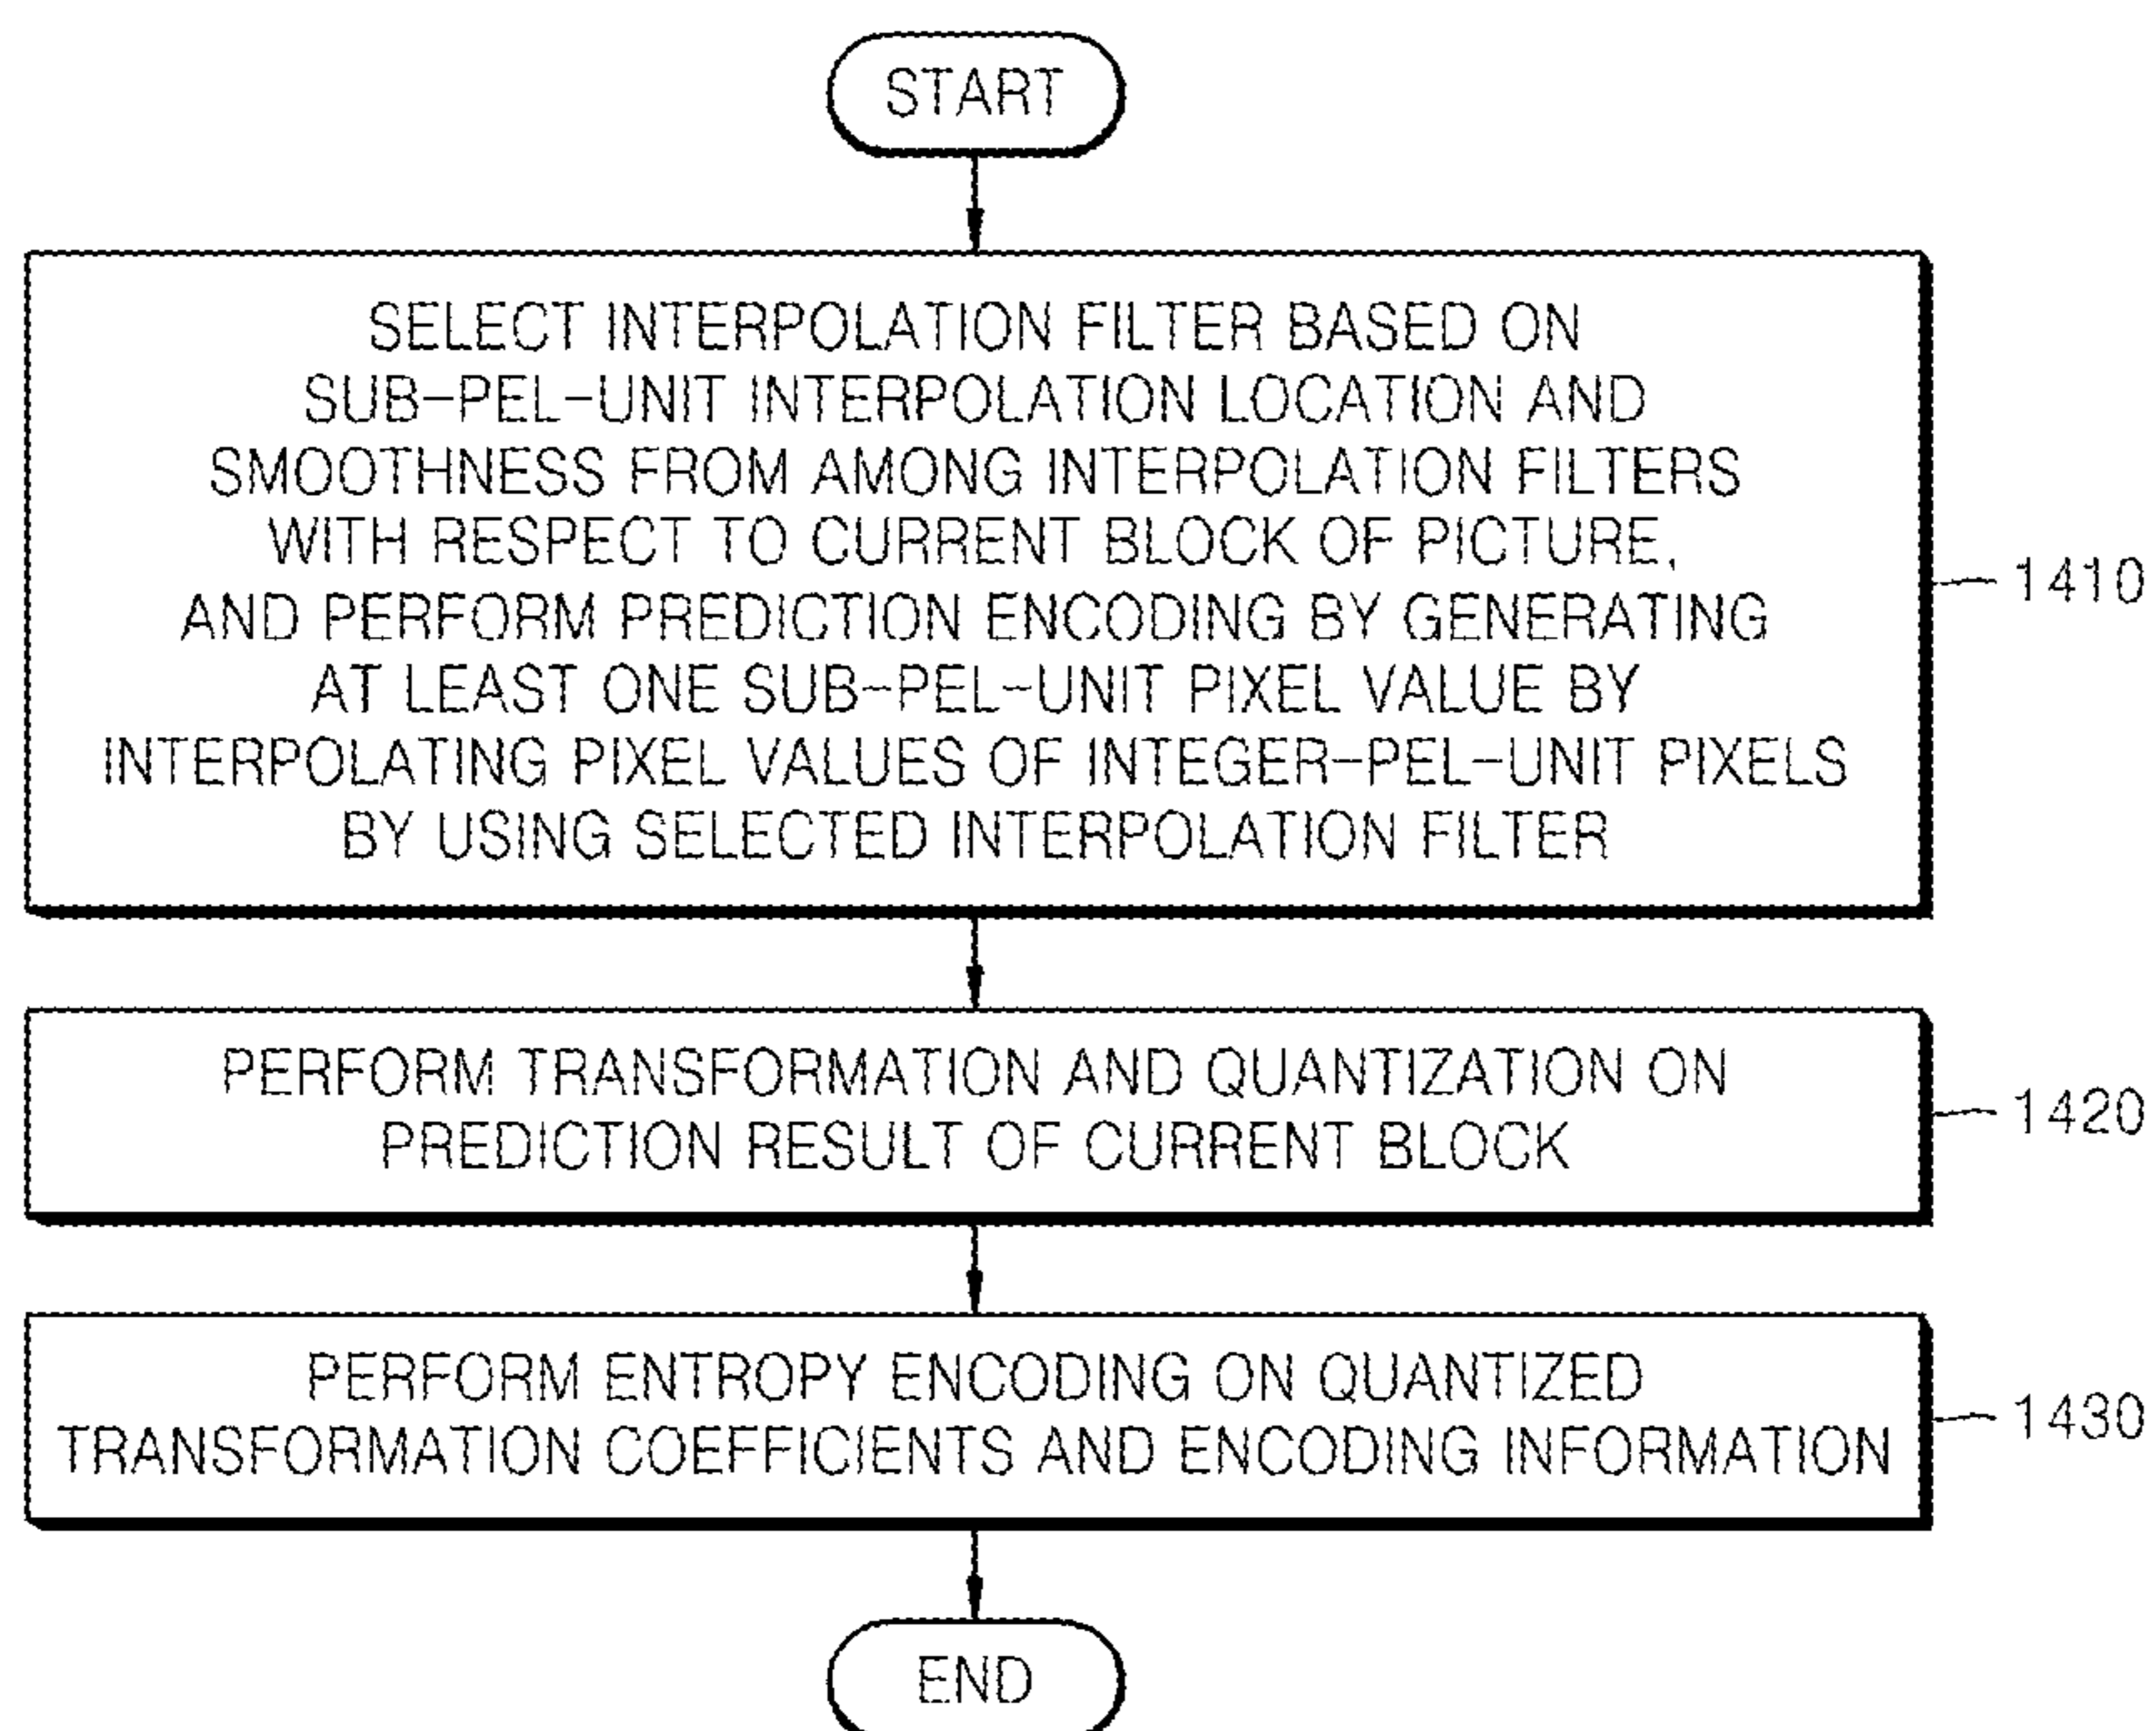 START
SELECT INTERPOLATION FILTER BASED ON
SUB-PEL-UNIT INTERPOLATION LOCATION AND
SMOOTHNESS FROM AMONG INTERPOLATION FILTERS
WITH RESPECT TO CURRENT BLOCK OF PICTURE,
AND PERFORM PREDICTION ENCODING BY GENERATING
AT LEAST ONE SUB-PEL-UNIT PIXEL VALUE BY
INTERPOLATING PIXEL VALUES OF INTEGER-PEL-UNIT PIXELS
BY USING SELECTED INTERPOLATION FILTER
1410
PERFORM TRANSFORMATION AND QUANTIZATION ON
PREDICTION RESULT OF CURRENT BLOCK
1420
PERFORM ENTROPY ENCODING ON QUANTIZED
TRANSFORMATION COEFFICIENTS AND ENCODING INFORMATION
1430
END